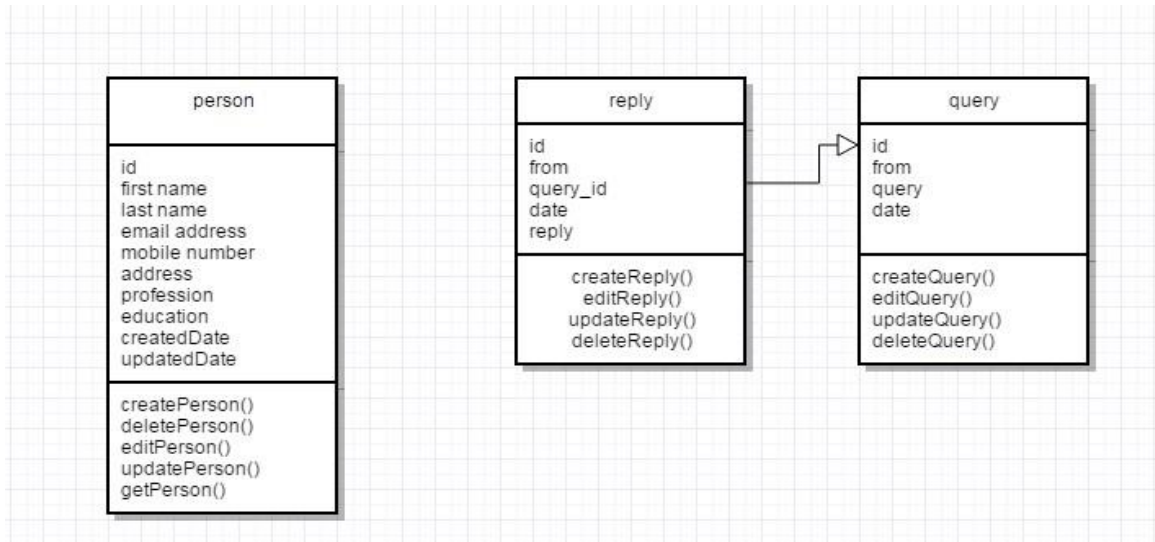 person
id
first name
last name
email address
mobile number
address
profession
education
createdDate
updatedDate
createPerson()
deletePerson()
editPerson()
updatePerson()
getPerson()
reply
id
from
query_id
date
reply
createReply()
editReply()
updateReply()
deleteReply()
query
id
from
query
date
createQuery()
editQuery()
updateQuery()
deleteQuery()